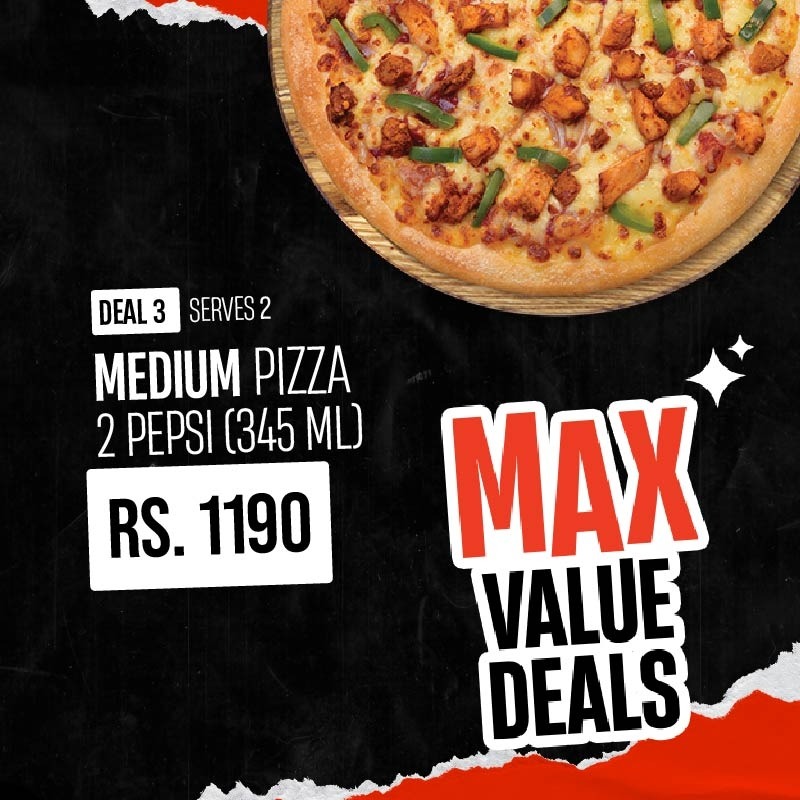 DEAL 3 SERVES 2
MEDIUM PIZZA
2 PEPSI (345 ML)
RS. 1190
MAX
VALUE
DEALS